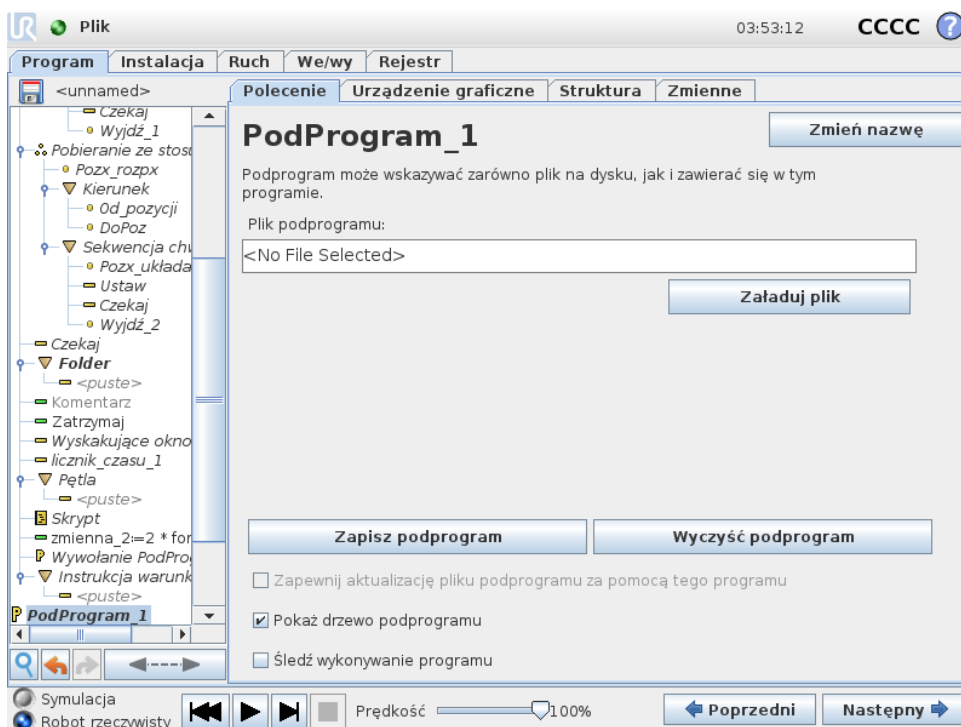 UR Plik 03:53:12 CCCC ?
Program Instalacja Ruch We/wy Rejestr
<unnamed>
Polecenie Urządzenie graficzne Struktura Zmienne
Czekaj
Wyjdź_1
Pobieranie ze stosu
Pozx_rozpx
Kierunek
Od_pozycji
DoPoz
Sekwencja chw
Pozx_układa
Ustaw
Czekaj
Wyjdź_2
Czekaj
Folder
<puste>
Komentarz
Zatrzymaj
Wyskakujące okno
licznik_czasu_1
Pętla
<puste>
Skrypt
zmienna_2:=2 * for
Wywołanie PodPro
Instrukcja warunk
<puste>
PodProgram_1
PodProgram_1
Zmień nazwę
Podprogram może wskazywać zarówno plik na dysku, jak i zawierać się w tym
programie.
Plik podprogramu:
<No File Selected>
Załaduj plik
Zapisz podprogram Wyczyść podprogram
Zapewnij aktualizację pliku podprogramu za pomocą tego programu
Pokaż drzewo podprogramu
Śledź wykonywanie programu
Symulacja
Robot rzeczywisty
Prędkość 100%
Poprzedni Następny